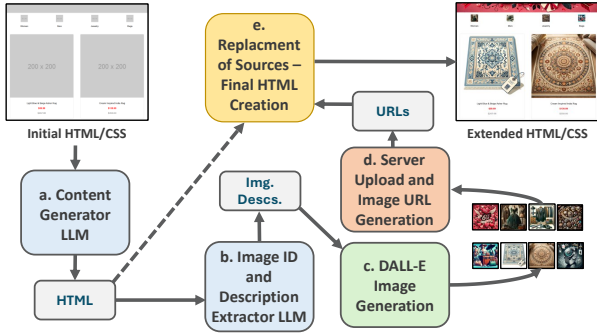 200 x 200
200 x 200
Initial HTML/CSS
a. Content
Generator
LLM
HTML
e.
Replacment
of Sources –
Final HTML
Creation
URLs
Extended HTML/CSS
d. Server
Upload and
Image URL
Generation
Img.
Descs.
b. Image ID
and
Description
Extractor LLM
c. DALL-E
Image
Generation